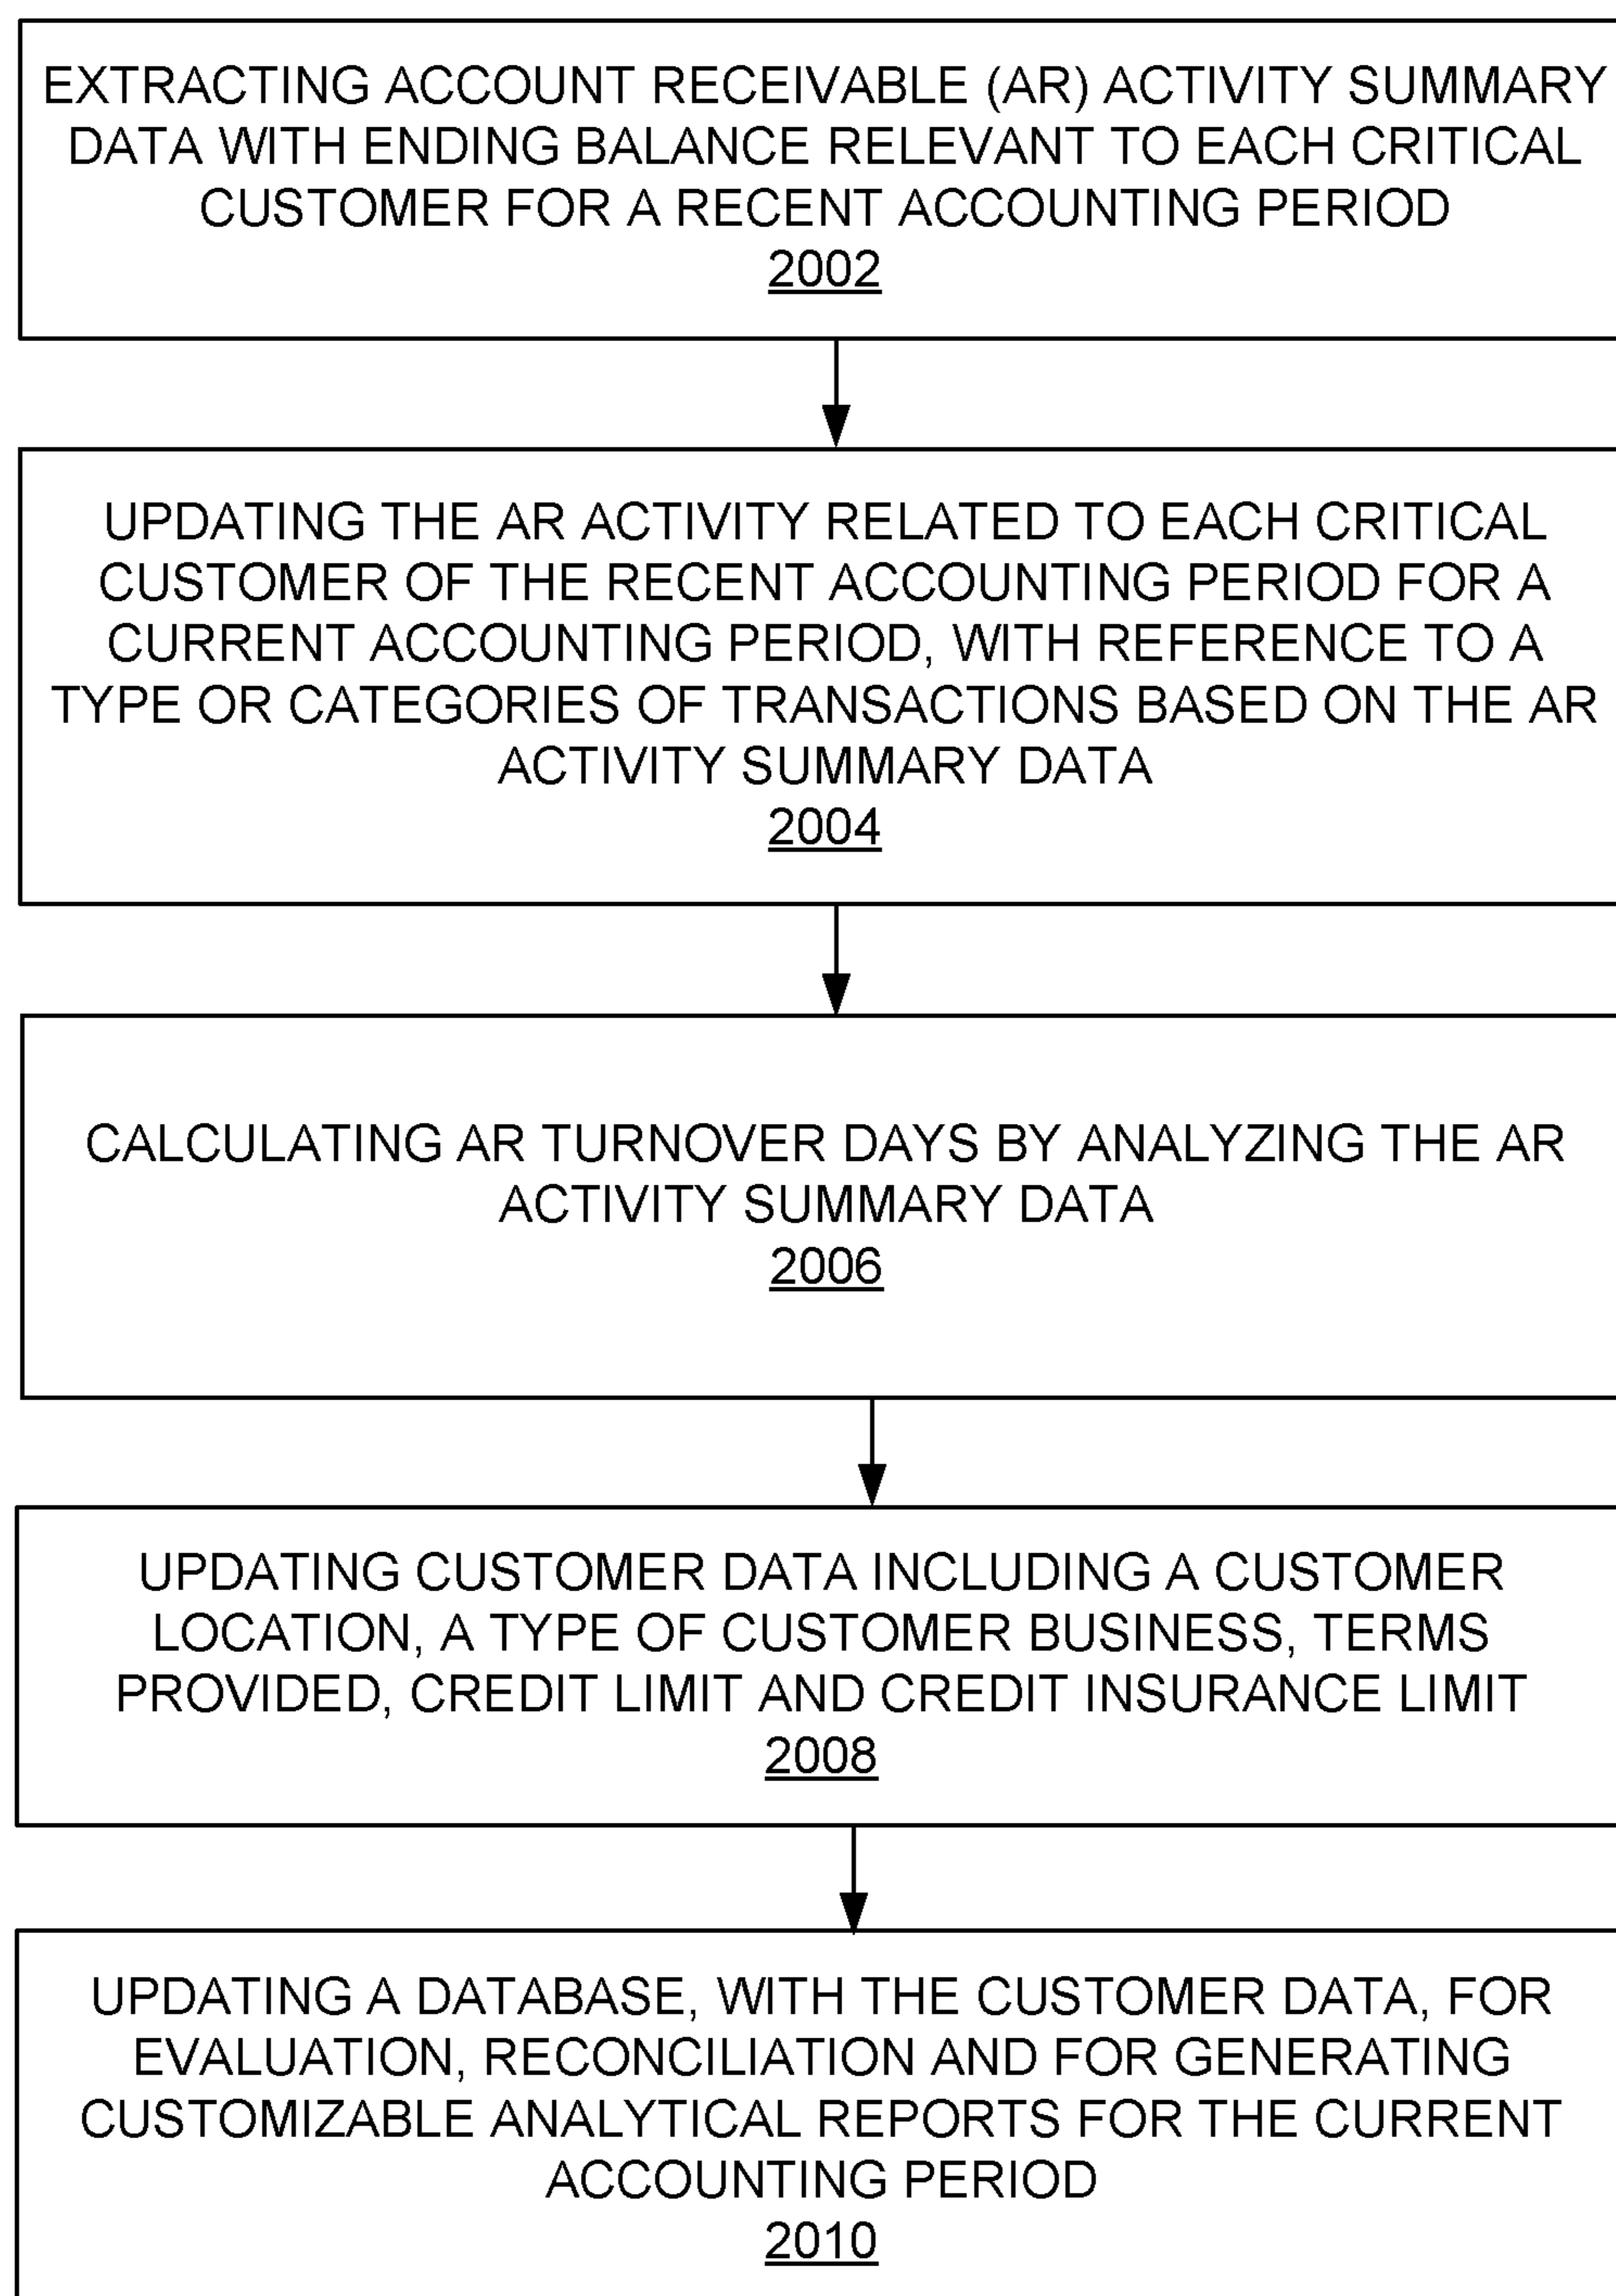 EXTRACTING ACCOUNT RECEIVABLE (AR) ACTIVITY SUMMARY
DATA WITH ENDING BALANCE RELEVANT TO EACH CRITICAL
CUSTOMER FOR A RECENT ACCOUNTING PERIOD
2002
UPDATING THE AR ACTIVITY RELATED TO EACH CRITICAL
CUSTOMER OF THE RECENT ACCOUNTING PERIOD FOR A
CURRENT ACCOUNTING PERIOD, WITH REFERENCE TO A
TYPE OR CATEGORIES OF TRANSACTIONS BASED ON THE AR
ACTIVITY SUMMARY DATA
2004
CALCULATING AR TURNOVER DAYS BY ANALYZING THE AR
ACTIVITY SUMMARY DATA
2006
UPDATING CUSTOMER DATA INCLUDING A CUSTOMER
LOCATION, A TYPE OF CUSTOMER BUSINESS, TERMS
PROVIDED, CREDIT LIMIT AND CREDIT INSURANCE LIMIT
2008
UPDATING A DATABASE, WITH THE CUSTOMER DATA, FOR
EVALUATION, RECONCILIATION AND FOR GENERATING
CUSTOMIZABLE ANALYTICAL REPORTS FOR THE CURRENT
ACCOUNTING PERIOD
2010